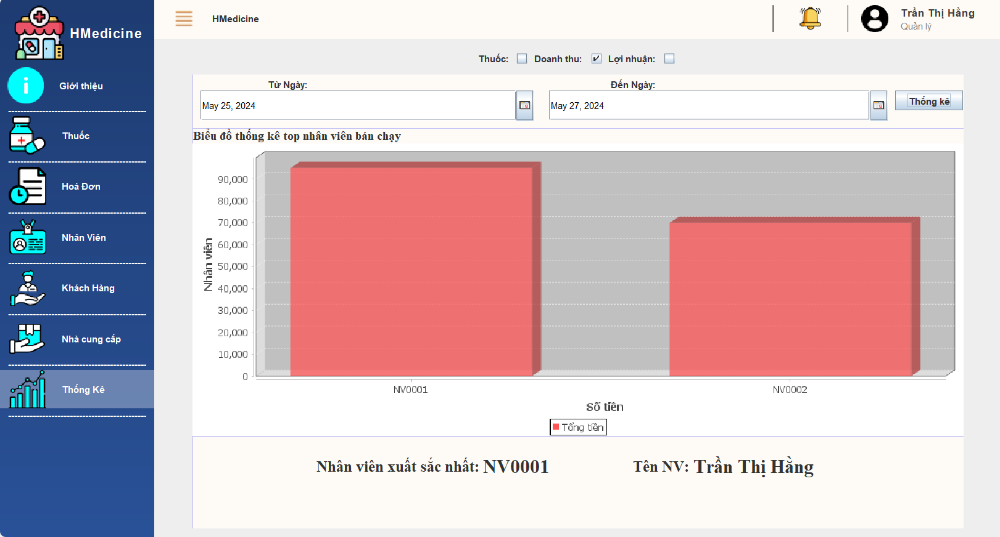 HMedicine
Giới thiệu
Thuốc
Hoá Đơn
Nhân Viên
Khách Hàng
Nhà cung cấp
Thống Kê
HMedicine
Trần Thị Hằng
Quản lý
Thuốc: Doanh thu: Lợi nhuận:
Từ Ngày: Đến Ngày:
May 25, 2024 May 27, 2024 Thống kê
Biểu đồ thống kê top nhân viên bán chạy
Nhân viên
90,000
80,000
70,000
60,000
50,000
40,000
30,000
20,000
10,000
0
NV0001 NV0002
Số tiền
Tổng tiền
Nhân viên xuất sắc nhất: NV0001 Tên NV: Trần Thị Hằng